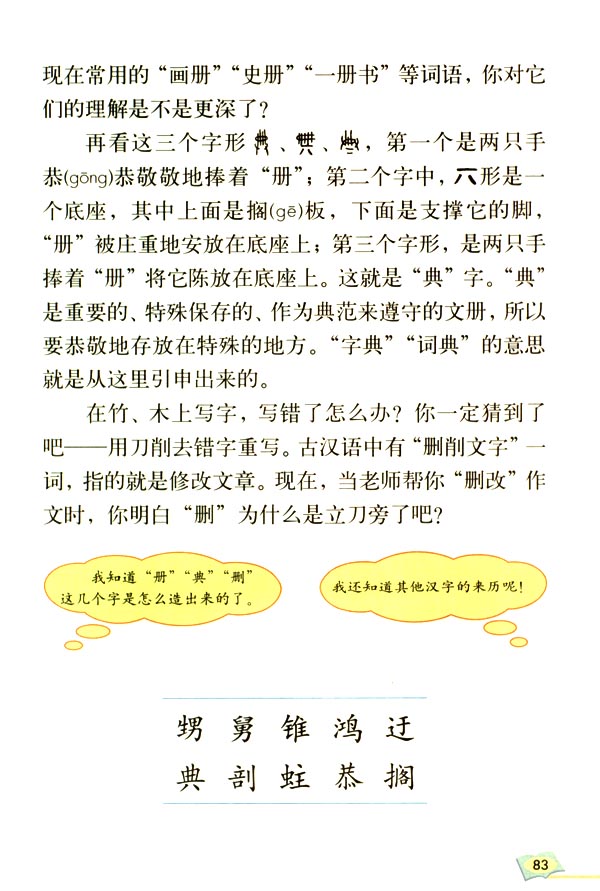 现在常用的“画册”“史册”“一册书”等词语，你对它
们的理解是不是更深了？
再看这三个字形、、，第一个是两只手
恭(gōng)恭敬敬地捧着“册”；第二个字中，形是一
个底座，其中上面是搁(gē)板，下面是支撑它的脚，
“册”被庄重地安放在底座上；第三个字形，是两只手
捧着“册”将它陈放在底座上。这就是“典”字。“典”
是重要的、特殊保存的、作为典范来遵守的文册，所以
要恭敬地存放在特殊的地方。“字典”“词典”的意思
就是从这里引申出来的。
在竹、木上写字，写错了怎么办？你一定猜到了
吧——用刀削去错字重写。古汉语中有“删削文字”一
词，指的就是修改文章。现在，当老师帮你“删改”作
文时，你明白“删”为什么是立刀旁了吧？
我知道“册”“典”“删”
这几个字是怎么造出来的了。
我还知道其他汉字的来历呢！
甥舅锥鸿迂
典剖蛀恭搁
83